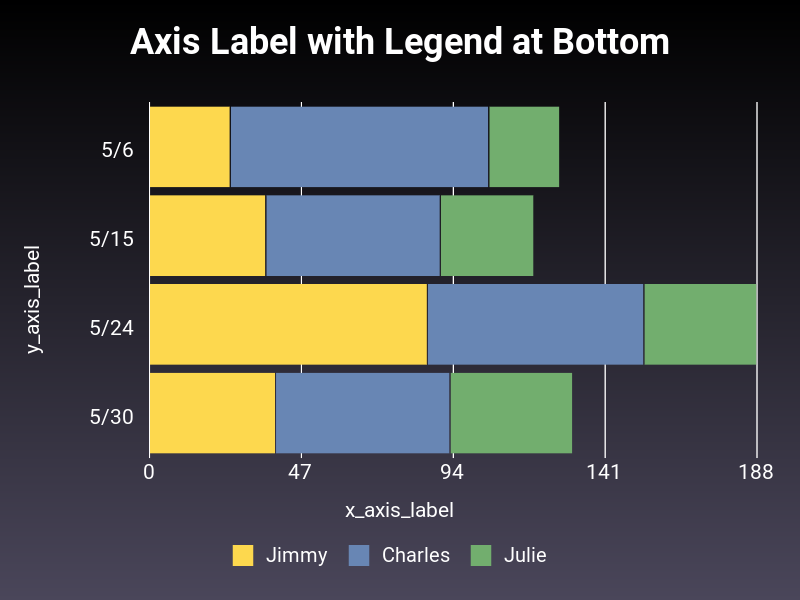 Axis Label with Legend at Bottom
5/6
5/15
5/24
5/30
y_axis_label
0 47 94 141 188
x_axis_label
Jimmy Charles Julie